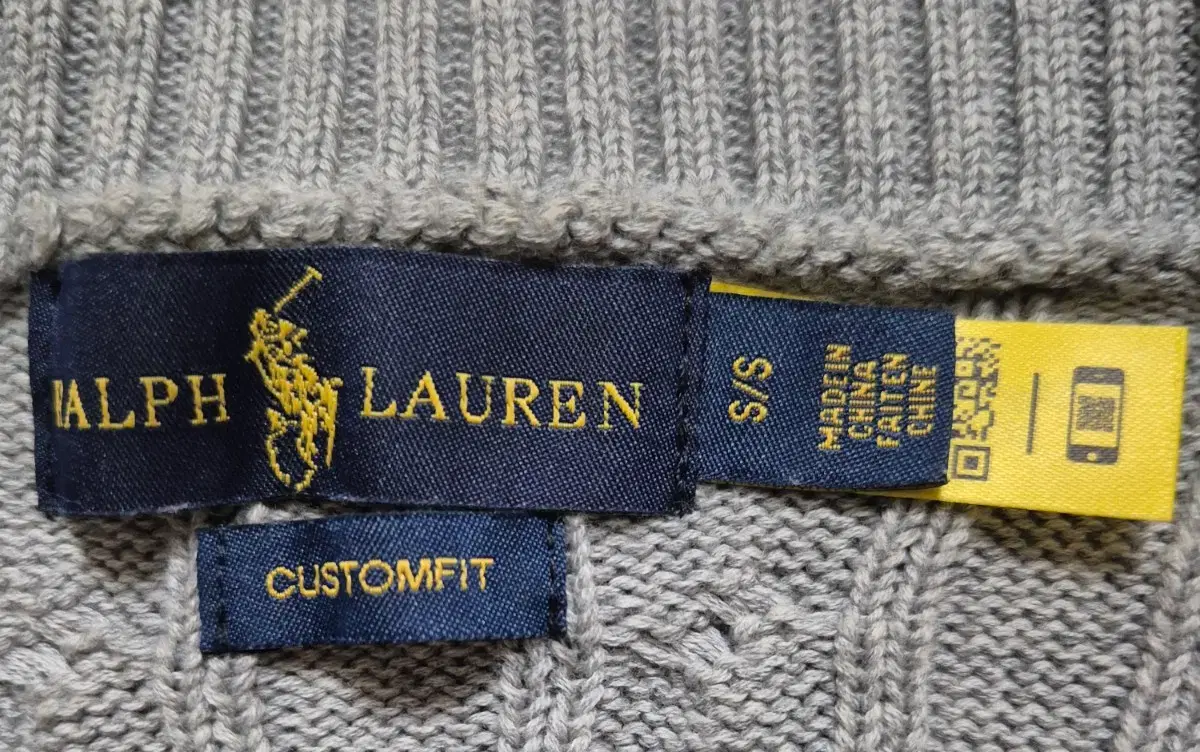 RALPH LAUREN
CUSTOMFIT
S/S
MADE IN
CHINA
FAIT EN
CHINE